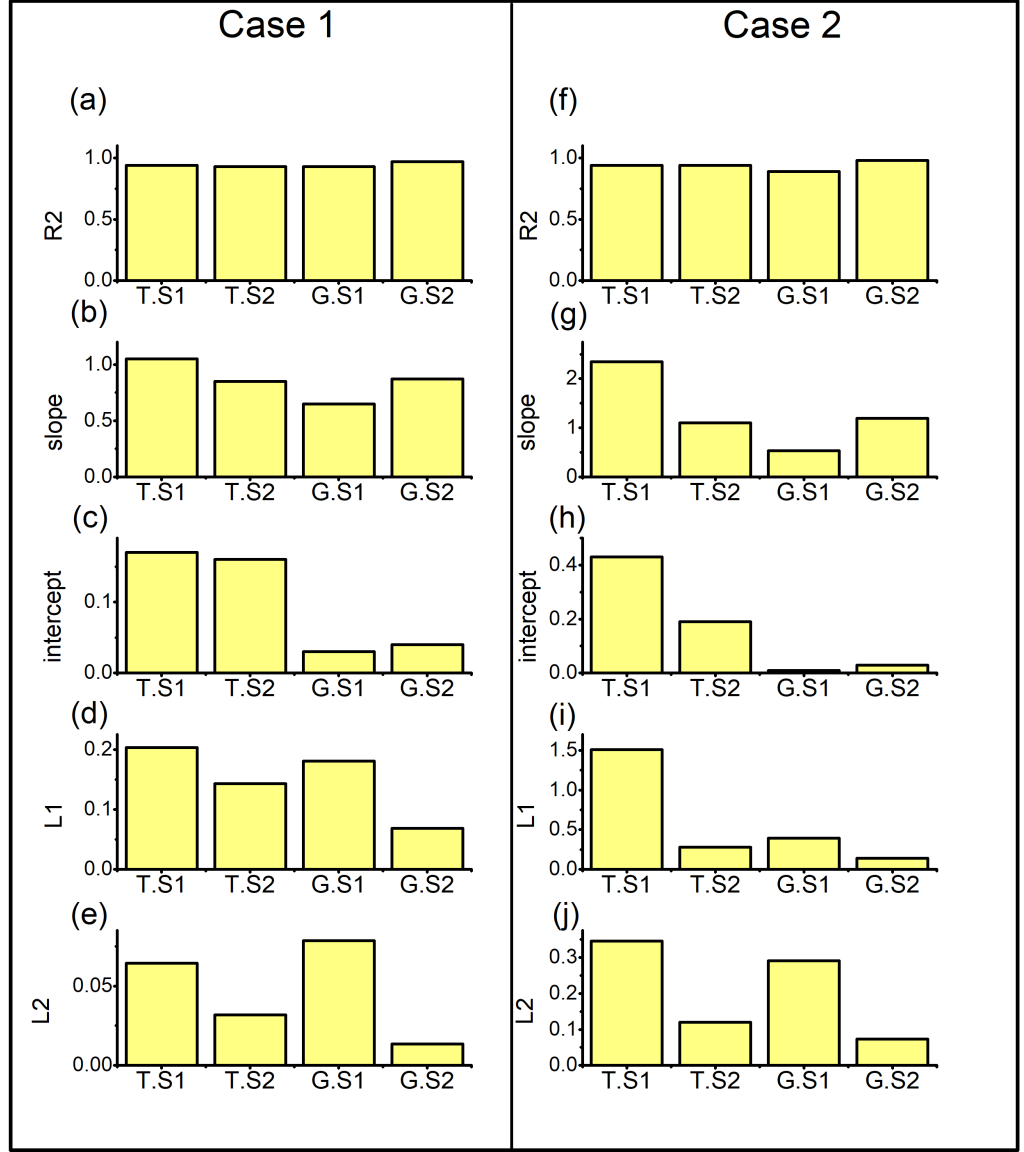 Case 1
(a)
R2
1.0
0.5
0.0
T.S1 T.S2 G.S1 G.S2
(b)
slope
1.0
0.5
0.0
T.S1 T.S2 G.S1 G.S2
(c)
intercept
0.1
0.0
T.S1 T.S2 G.S1 G.S2
(d)
L1
0.2
0.1
0.0
T.S1 T.S2 G.S1 G.S2
(e)
L2
0.05
0.00
T.S1 T.S2 G.S1 G.S2
Case 2
(f)
R2
1.0
0.5
0.0
T.S1 T.S2 G.S1 G.S2
(g)
slope
2
1
0
T.S1 T.S2 G.S1 G.S2
(h)
intercept
0.4
0.2
0.0
T.S1 T.S2 G.S1 G.S2
(i)
L1
1.5
1.0
0.5
0.0
T.S1 T.S2 G.S1 G.S2
(j)
L2
0.3
0.2
0.1
0.0
T.S1 T.S2 G.S1 G.S2